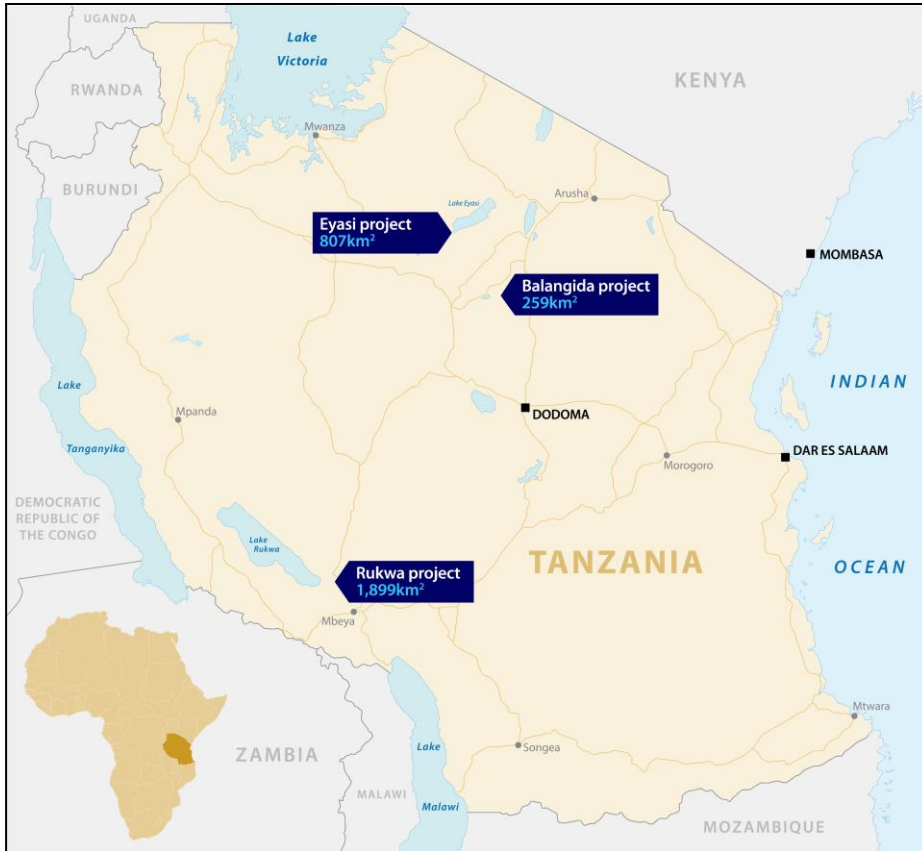 UGANDA
Lake
Victoria
KENYA
RWANDA
Mwanza
BURUNDI
Lake Eyasi
Arusha
Eyasi project
807km²
MOMBASA
Balangida project
259km²
INDIAN
Lake
Mpanda
DODOMA
Tanganyika
DAR ES SALAAM
Morogoro
DEMOCRATIC
REPUBLIC OF
THE CONGO
Lake
Rukwa
TANZANIA
OCEAN
Rukwa project
1,899km²
Mbeya
Mtwara
ZAMBIA
Songea
Lake
MALAWI
Malawi
MOZAMBIQUE